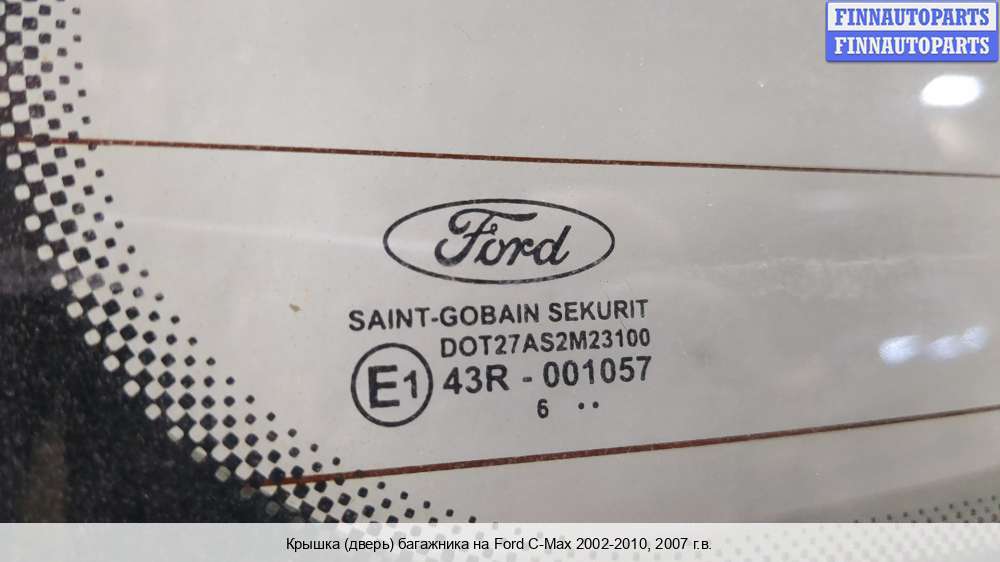 FINNAUTOPARTS
FINNAUTOPARTS
Ford
SAINT-GOBAIN SEKURIT
DOT27AS2M23100
E1 43R - 001057
6 ··
Крышка (дверь) багажника на Ford C-Max 2002-2010, 2007 г.в.